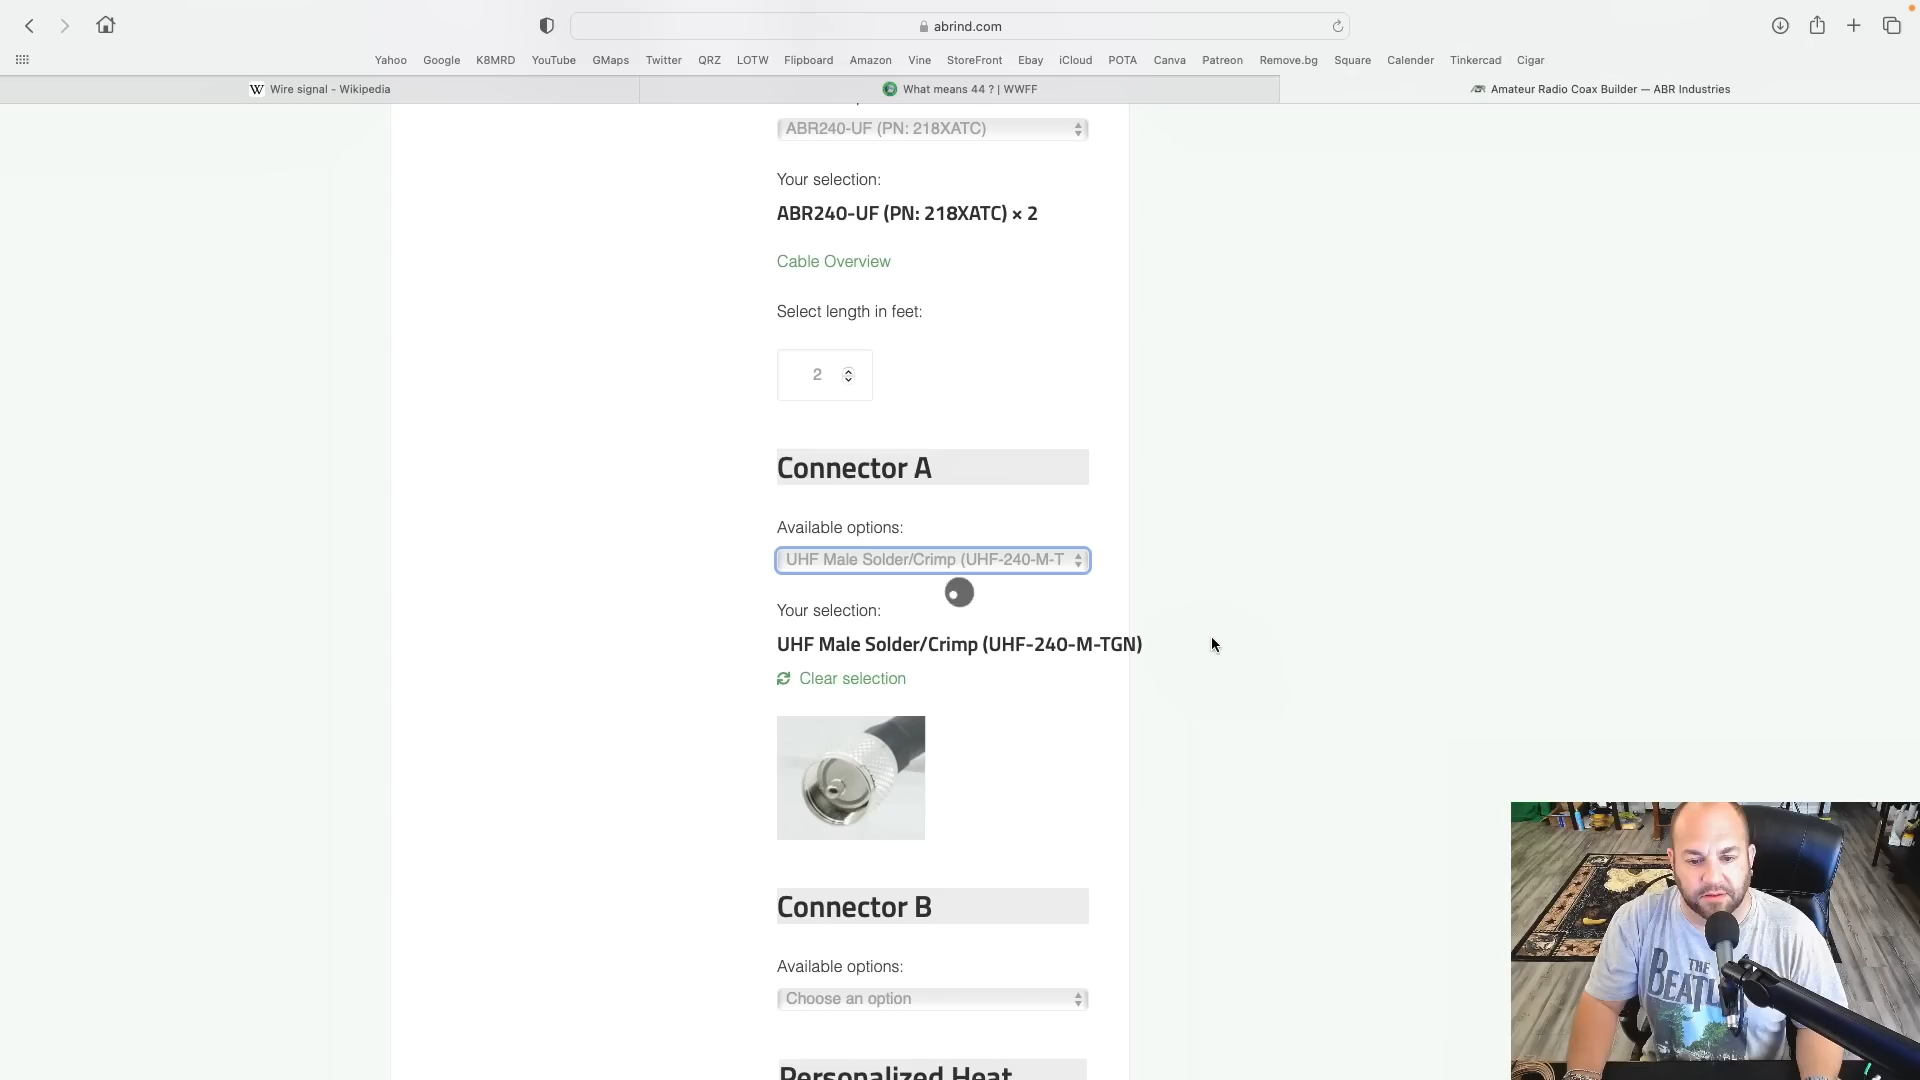 abrind.com
Yahoo Google K8MRD YouTube GMaps Twitter QRZ LOTW Flipboard Amazon Vine StoreFront Ebay iCloud POTA Canva Patreon Remove.bg Square Calender Tinkercad Cigar
W Wire signal - Wikipedia What means 44 ? | WWFF Amateur Radio Coax Builder — ABR Industries
ABR240-UF (PN: 218XATC)
Your selection:
ABR240-UF (PN: 218XATC) × 2
Cable Overview
Select length in feet:
2
Connector A
Available options:
UHF Male Solder/Crimp (UHF-240-M-T
Your selection:
UHF Male Solder/Crimp (UHF-240-M-TGN)
Clear selection
Connector B
Available options:
Choose an option
Personalized Heat
THE
BEATL